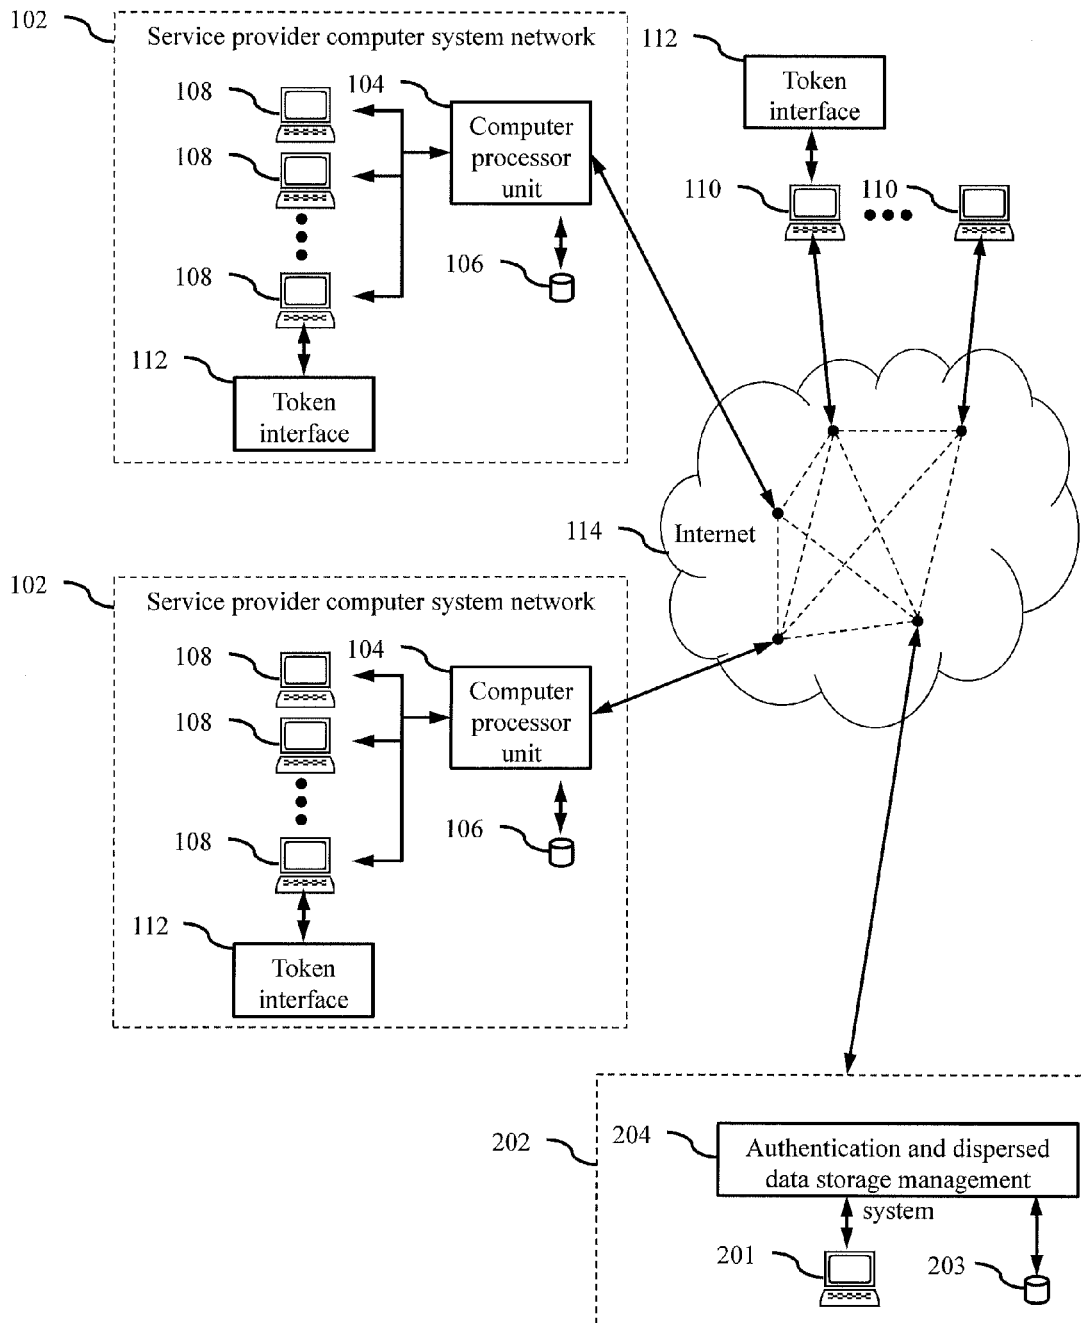 102
Service provider computer system network
108
104
Computer
processor
unit
108
106
108
112
Token
interface
112
Token
interface
110
110
114
Internet
102
Service provider computer system network
108
104
Computer
processor
unit
108
106
108
112
Token
interface
202
204
Authentication and dispersed
data storage management
system
201
203